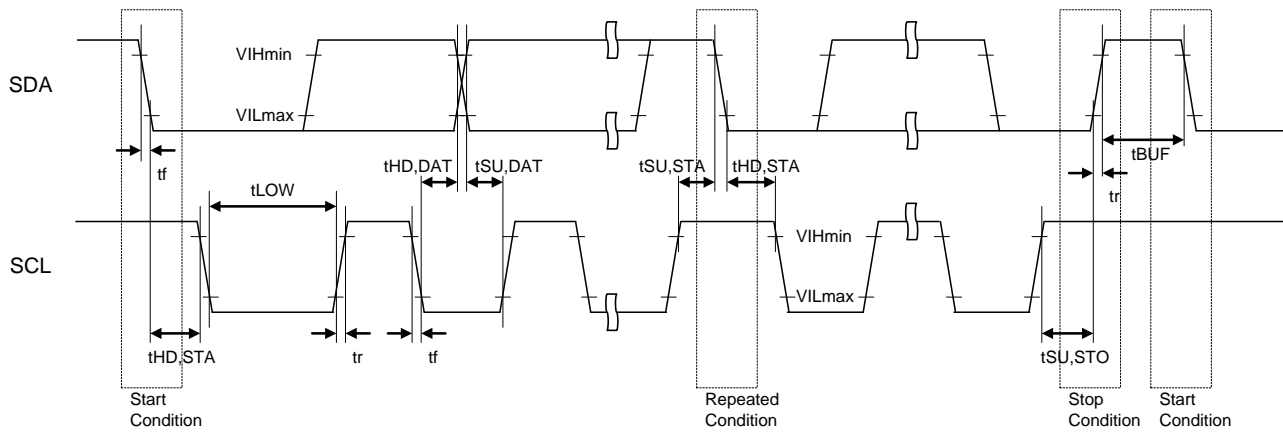 SDA
VIHmin
VILmax
tf
tLOW
tHD,DAT
tSU,DAT
tSU,STA
tHD,STA
tBUF
tr
SCL
VIHmin
VILmax
tHD,STA
tr
tf
tSU,STO
Start
Condition
Repeated
Condition
Stop
Condition
Start
Condition